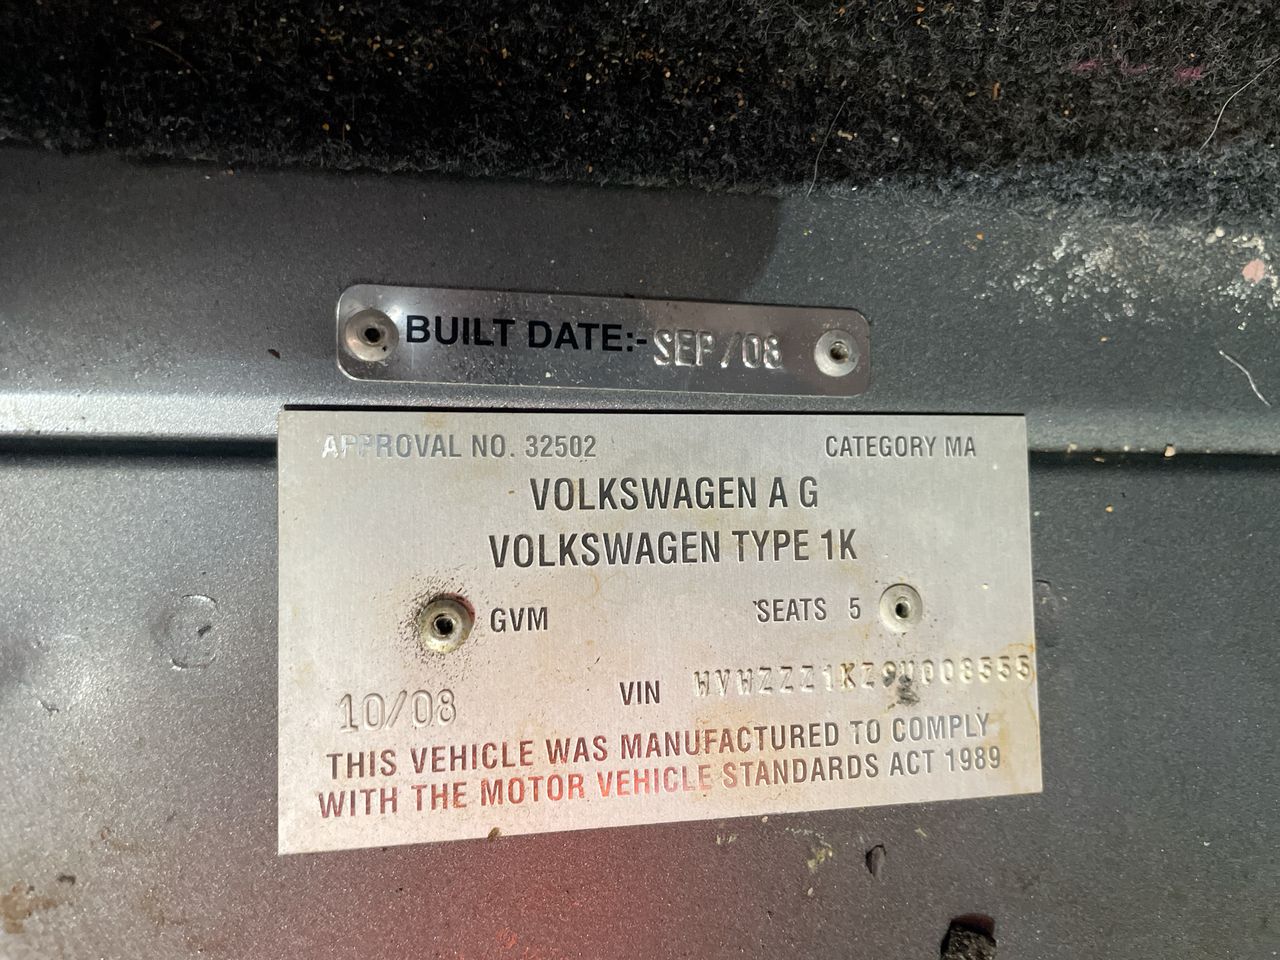 BUILT DATE:- SEP/08
APPROVAL NO. 32502 CATEGORY MA
VOLKSWAGEN A G
VOLKSWAGEN TYPE 1K
GVM SEATS 5
10/08 VIN WVWZZZ1KZ9U008555
THIS VEHICLE WAS MANUFACTURED TO COMPLY
WITH THE MOTOR VEHICLE STANDARDS ACT 1989